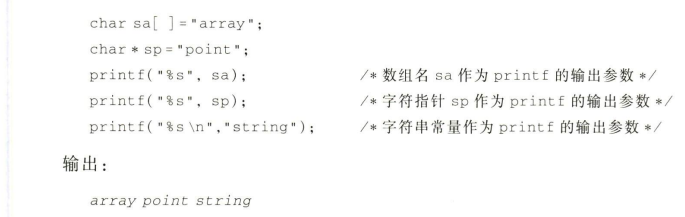 char sa[ ]="array";
char * sp="point";
printf("%s", sa); /* 数组名 sa 作为 printf 的输出参数 */
printf("%s", sp); /* 字符指针 sp 作为 printf 的输出参数 */
printf("%s\n","string"); /* 字符串常量作为 printf 的输出参数 */
输出：
array point string